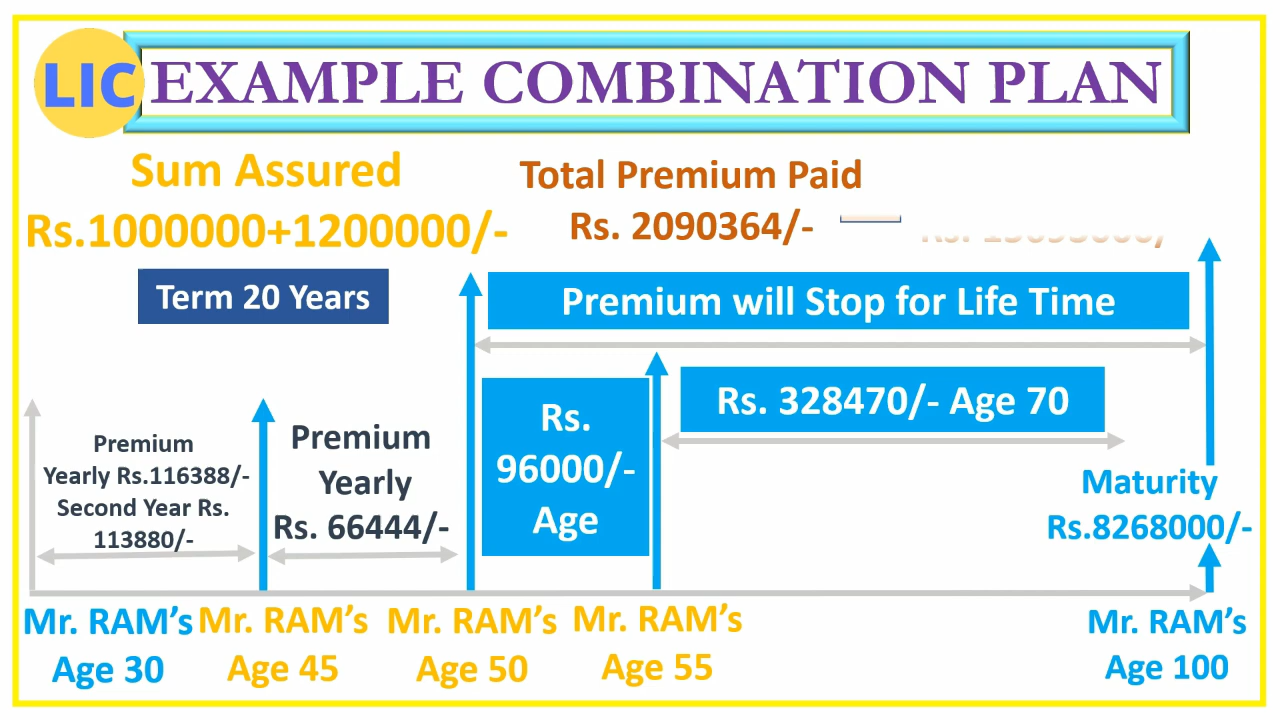 LIC EXAMPLE COMBINATION PLAN
Sum Assured
Rs.1000000+1200000/-
Total Premium Paid
Rs. 2090364/-
Term 20 Years
Premium will Stop for Life Time
Premium
Yearly Rs.116388/-
Second Year Rs.
113880/-
Premium
Yearly
Rs. 66444/-
Rs.
96000/-
Age
Rs. 328470/- Age 70
Maturity
Rs.8268000/-
Mr. RAM’s
Age 30
Mr. RAM’s
Age 45
Mr. RAM’s
Age 50
Mr. RAM’s
Age 55
Mr. RAM’s
Age 100